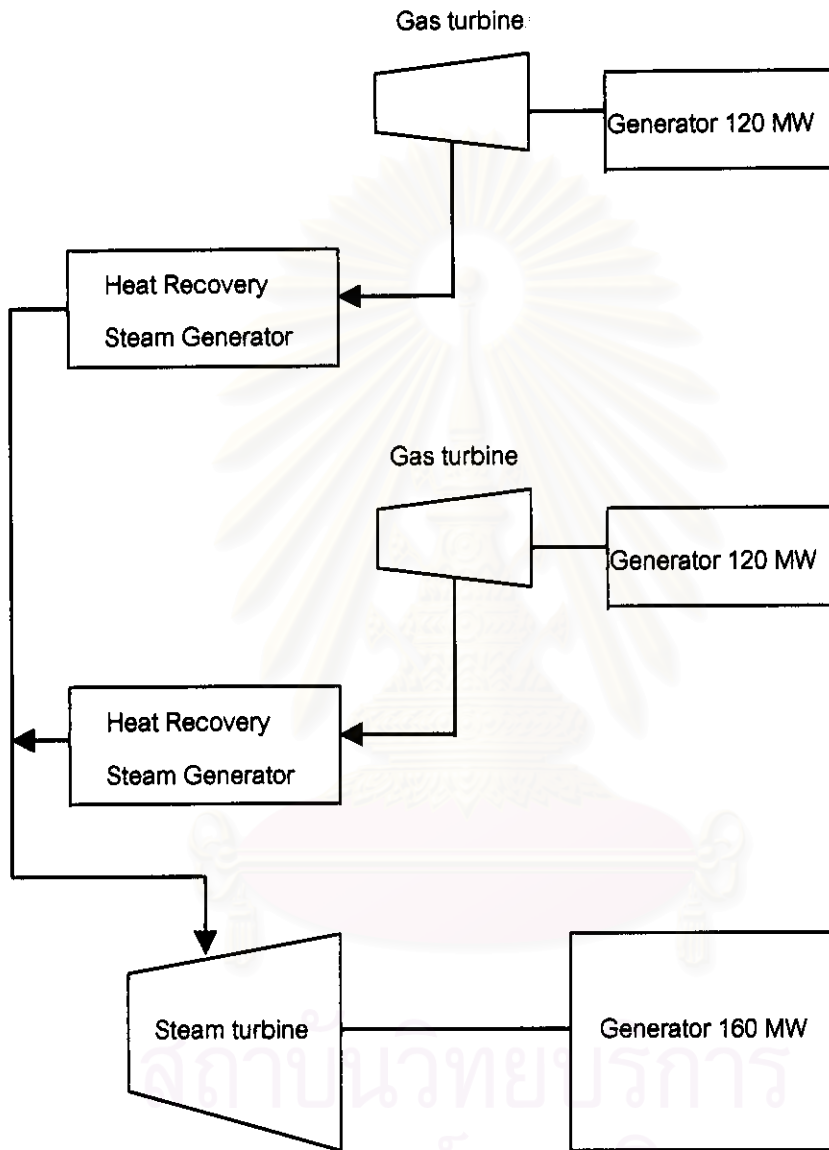 Gas turbine
Generator 120 MW
Heat Recovery
Steam Generator
Gas turbine
Generator 120 MW
Heat Recovery
Steam Generator
Steam turbine
Generator 160 MW
สถาบันวิทยบริการ